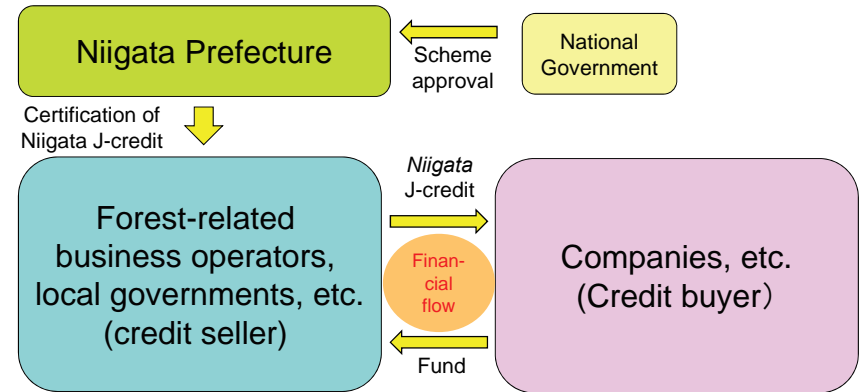 Niigata Prefecture
Scheme
approval
National
Government
Certification of
Niigata J-credit
Forest-related
business operators,
local governments, etc.
(credit seller)
Niigata
J-credit
Finan-
cial
flow
Fund
Companies, etc.
(Credit buyer）